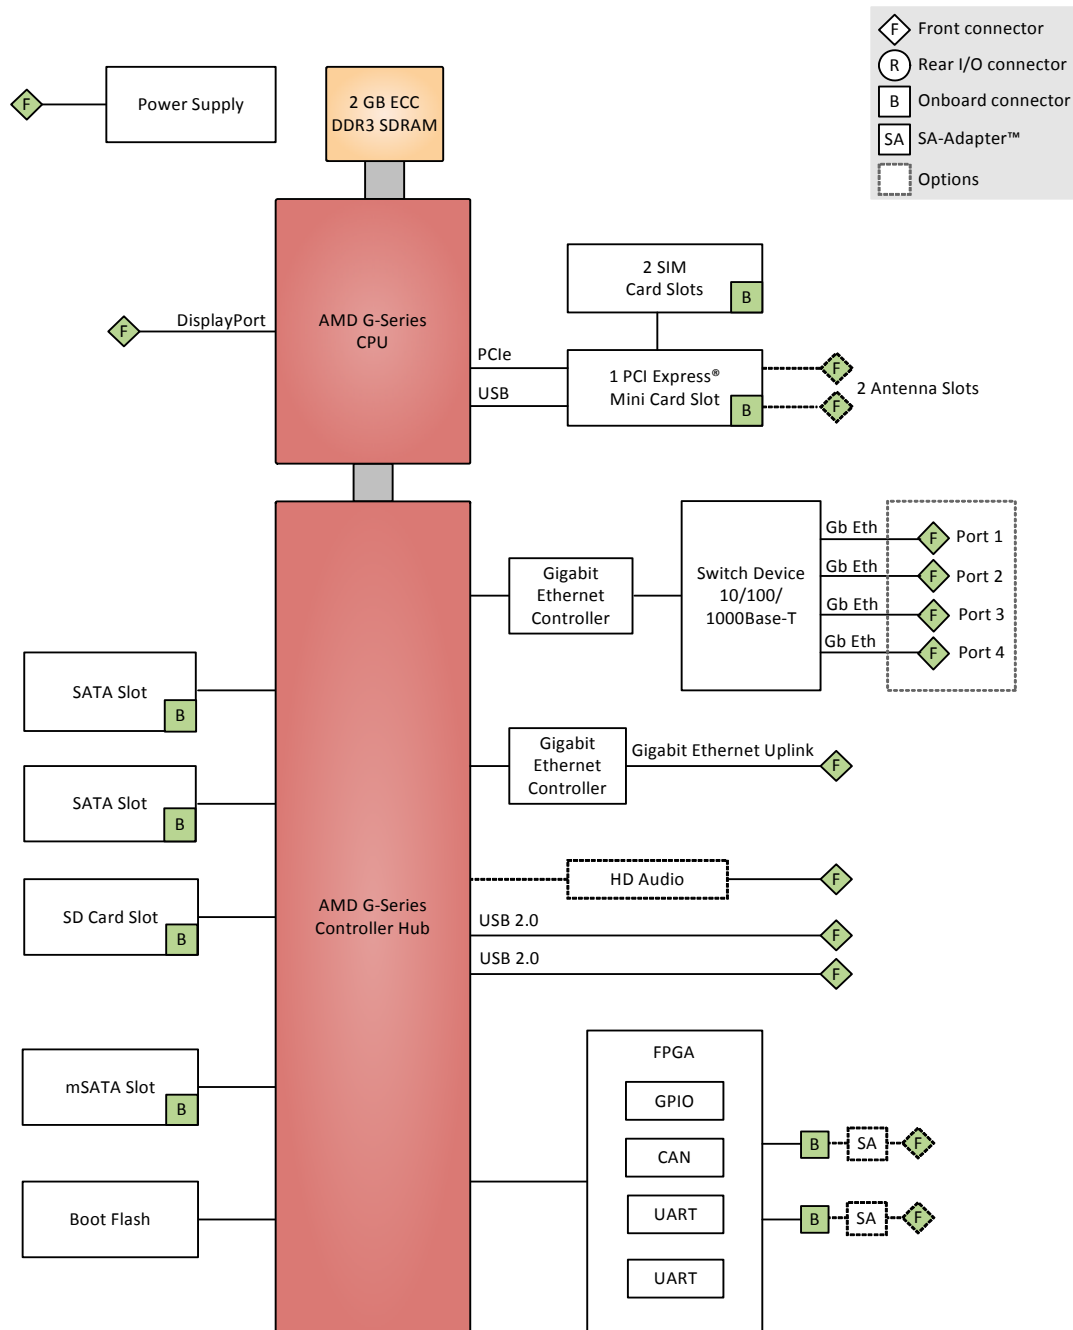 F Front connector
R Rear I/O connector
B Onboard connector
SA SA-Adapter™
Options
F
Power Supply
2 GB ECC
DDR3 SDRAM
2 SIM
Card Slots
B
F
DisplayPort
AMD G-Series
CPU
PCIe
USB
1 PCI Express®
Mini Card Slot
B
F
F
2 Antenna Slots
Gigabit
Ethernet
Controller
Switch Device
10/100/
1000Base-T
Gb Eth F Port 1
Gb Eth F Port 2
Gb Eth F Port 3
Gb Eth F Port 4
SATA Slot
B
Gigabit
Ethernet
Controller
Gigabit Ethernet Uplink
F
SATA Slot
B
HD Audio
F
SD Card Slot
B
AMD G-Series
Controller Hub
USB 2.0
F
USB 2.0
F
mSATA Slot
B
FPGA
GPIO
CAN
UART
UART
B SA F
B SA F
Boot Flash